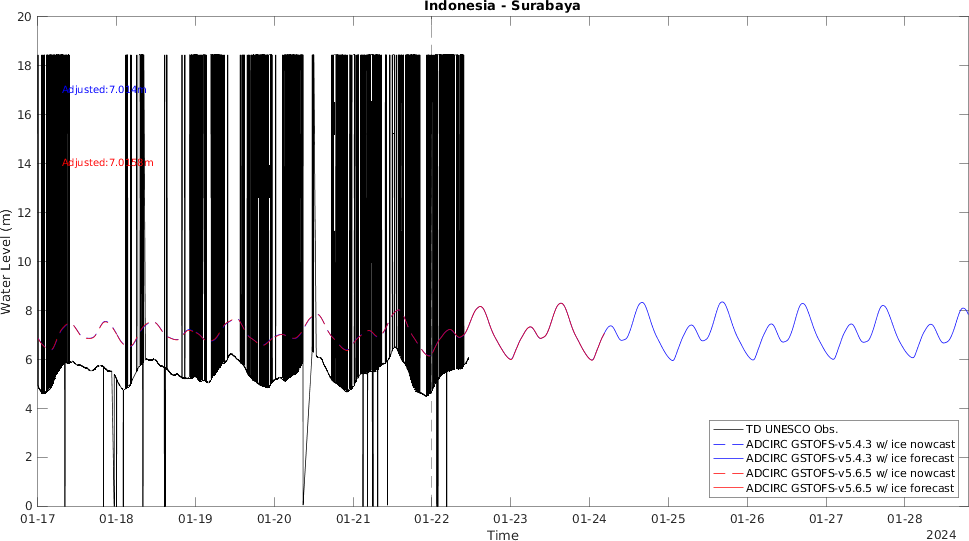 Indonesia - Surabaya
20
18
16
14
12
10
8
6
4
2
0
Water Level (m)
Adjusted:7.014m
TD UNESCO Obs.
ADCIRC GSTOFS-v5.4.3 w/ ice nowcast
ADCIRC GSTOFS-v5.4.3 w/ ice forecast
ADCIRC GSTOFS-v5.6.5 w/ ice nowcast
ADCIRC GSTOFS-v5.6.5 w/ ice forecast
01-17 01-18 01-19 01-20 01-21 01-22 01-23 01-24 01-25 01-26 01-27 01-28
Time
2024